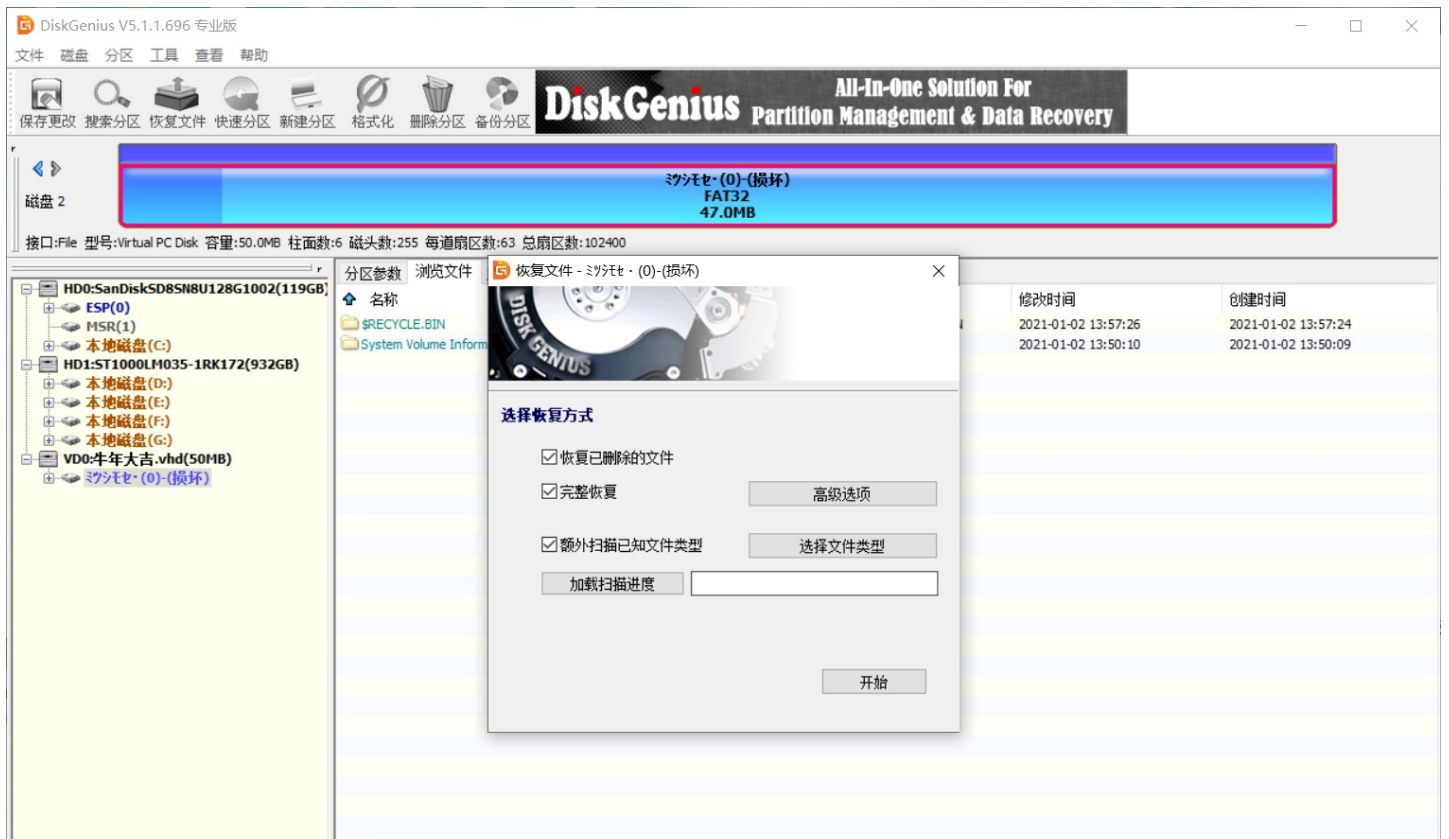 DiskGenius V5.1.1.696 专业版
文件 磁盘 分区 工具 查看 帮助
保存更改 搜索分区 恢复文件 快速分区 新建分区 格式化 删除分区 备份分区
DiskGenius All-In-One Solution For
Partition Management & Data Recovery
磁盘 2
ﾐﾂｼﾓｾ･(0)-(损坏)
FAT32
47.0MB
接口:File 型号:Virtual PC Disk 容量:50.0MB 柱面数:6 磁头数:255 每道扇区数:63 总扇区数:102400
HD0:SanDiskSD8SN8U128G1002(119GB)
ESP(0)
MSR(1)
本地磁盘(C:)
HD1:ST1000LM035-1RK172(932GB)
本地磁盘(D:)
本地磁盘(E:)
本地磁盘(F:)
本地磁盘(G:)
VD0:牛年大吉.vhd(50MB)
ﾐﾂｼﾓｾ･(0)-(损坏)
分区参数 浏览文件
名称 修改时间 创建时间
$RECYCLE.BIN 2021-01-02 13:57:26 2021-01-02 13:57:24
System Volume Inform 2021-01-02 13:50:10 2021-01-02 13:50:09
恢复文件 - ﾐﾂｼﾓｾ･(0)-(损坏)
DISK GENIUS
选择恢复方式
恢复已删除的文件
完整恢复 高级选项
额外扫描已知文件类型 选择文件类型
加载扫描进度
开始